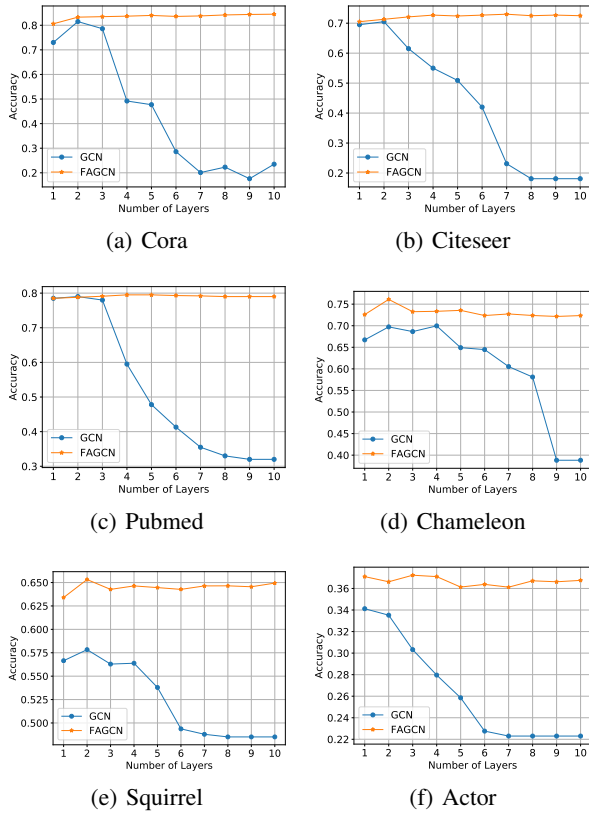 0.8
0.7
0.6
0.5
0.4
0.3
0.2
Accuracy
GCN
FAGCN
1 2 3 4 5 6 7 8 9 10
Number of Layers
(a) Cora
0.7
0.6
0.5
0.4
0.3
0.2
Accuracy
GCN
FAGCN
1 2 3 4 5 6 7 8 9 10
Number of Layers
(b) Citeseer
0.8
0.7
0.6
0.5
0.4
0.3
Accuracy
GCN
FAGCN
1 2 3 4 5 6 7 8 9 10
Number of Layers
(c) Pubmed
0.75
0.70
0.65
0.60
0.55
0.50
0.45
0.40
Accuracy
GCN
FAGCN
1 2 3 4 5 6 7 8 9 10
Number of Layers
(d) Chameleon
0.650
0.625
0.600
0.575
0.550
0.525
0.500
Accuracy
GCN
FAGCN
1 2 3 4 5 6 7 8 9 10
Number of Layers
(e) Squirrel
0.36
0.34
0.32
0.30
0.28
0.26
0.24
0.22
Accuracy
GCN
FAGCN
1 2 3 4 5 6 7 8 9 10
Number of Layers
(f) Actor